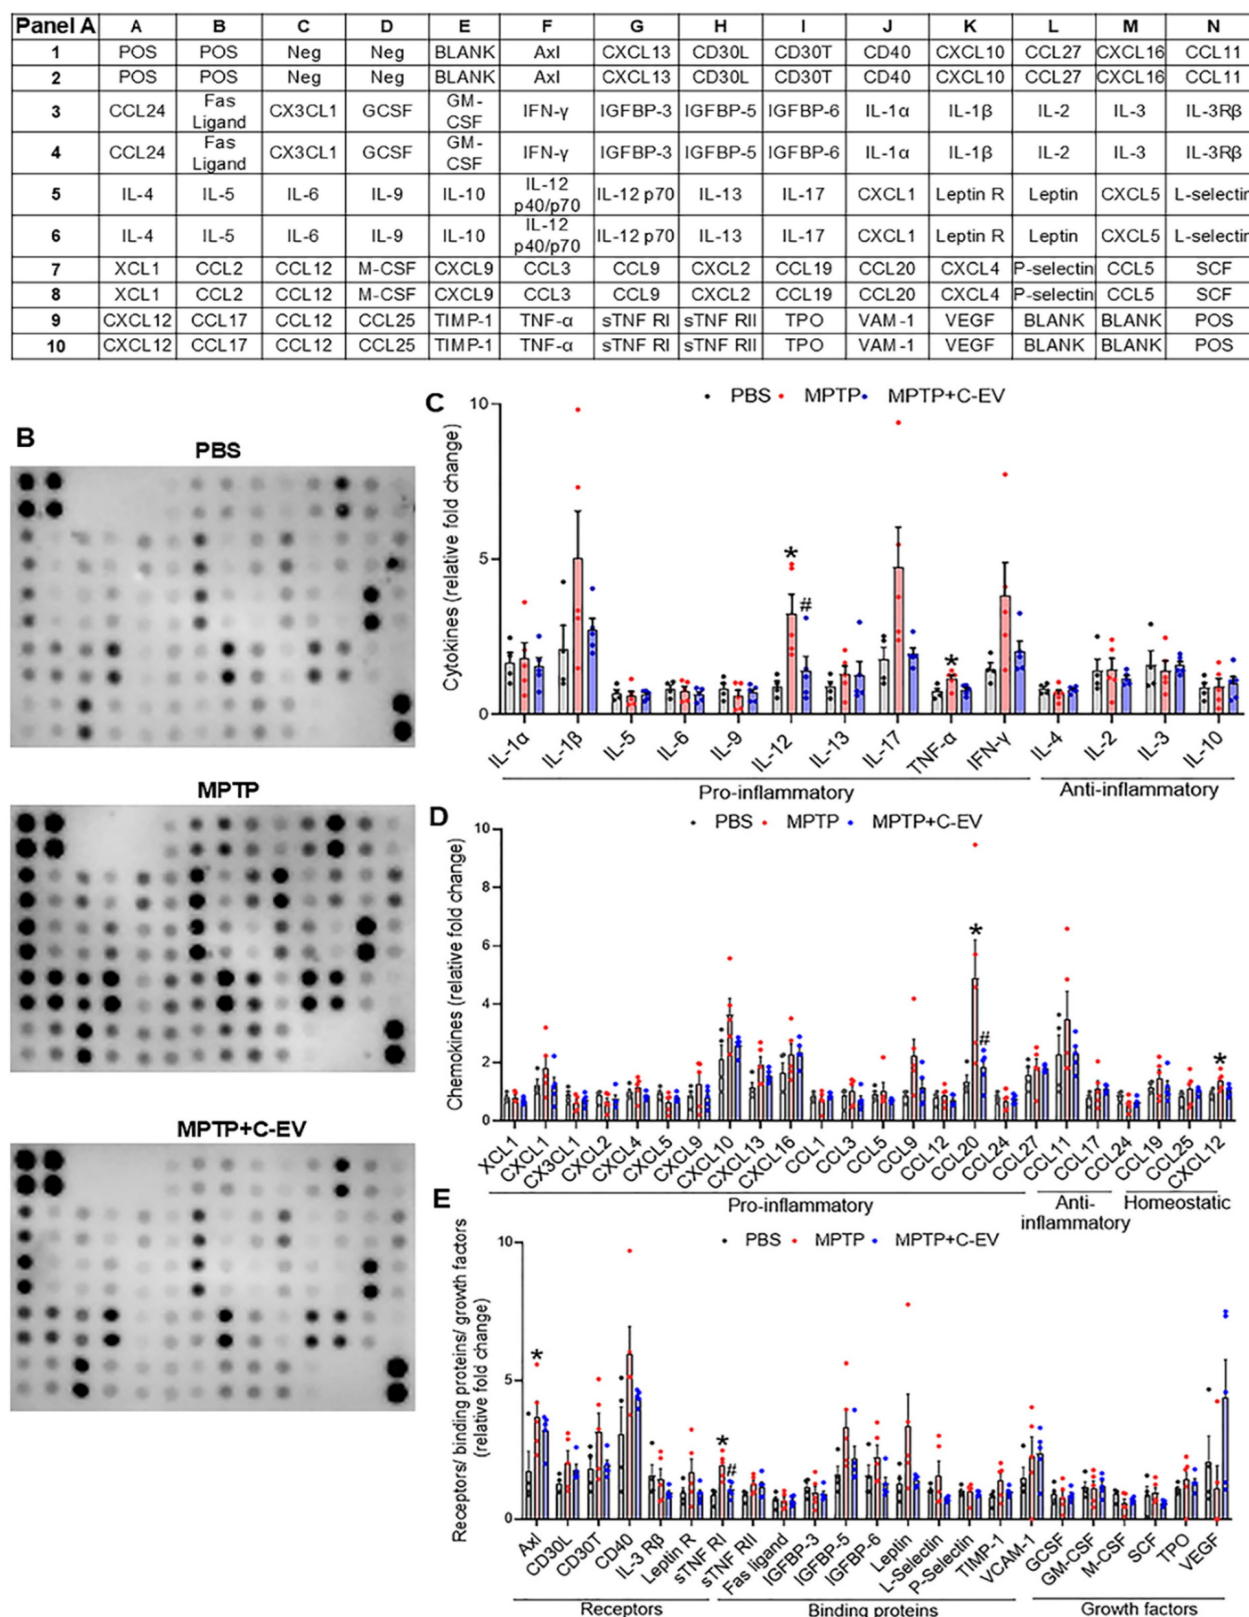 Panel A A B C D E F G H I J K L M N
1 POS POS Neg Neg BLANK Axl CXCL13 CD30L CD30T CD40 CXCL10 CCL27 CXCL16 CCL11
2 POS POS Neg Neg BLANK Axl CXCL13 CD30L CD30T CD40 CXCL10 CCL27 CXCL16 CCL11
3 CCL24 Fas Ligand CX3CL1 GCSF GM-CSF IFN-γ IGFBP-3 IGFBP-5 IGFBP-6 IL-1α IL-1β IL-2 IL-3 IL-3Rβ
4 CCL24 Fas Ligand CX3CL1 GCSF GM-CSF IFN-γ IGFBP-3 IGFBP-5 IGFBP-6 IL-1α IL-1β IL-2 IL-3 IL-3Rβ
5 IL-4 IL-5 IL-6 IL-9 IL-10 IL-12 p40/p70 IL-12 p70 IL-13 IL-17 CXCL1 Leptin R Leptin CXCL5 L-selectin
6 IL-4 IL-5 IL-6 IL-9 IL-10 IL-12 p40/p70 IL-12 p70 IL-13 IL-17 CXCL1 Leptin R Leptin CXCL5 L-selectin
7 XCL1 CCL2 CCL12 M-CSF CXCL9 CCL3 CCL9 CXCL2 CCL19 CCL20 CXCL4 P-selectin CCL5 SCF
8 XCL1 CCL2 CCL12 M-CSF CXCL9 CCL3 CCL9 CXCL2 CCL19 CCL20 CXCL4 P-selectin CCL5 SCF
9 CXCL12 CCL17 CCL12 CCL25 TIMP-1 TNF-α sTNF RI sTNF RII TPO VAM-1 VEGF BLANK BLANK POS
10 CXCL12 CCL17 CCL12 CCL25 TIMP-1 TNF-α sTNF RI sTNF RII TPO VAM-1 VEGF BLANK BLANK POS
B
PBS
MPTP
MPTP+C-EV
C
PBS MPTP MPTP+C-EV
Cytokines (relative fold change)
10
5
0
* # *
IL-1α IL-1β IL-5 IL-6 IL-9 IL-12 IL-13 IL-17 TNF-α IFN-γ IL-4 IL-2 IL-3 IL-10
Pro-inflammatory Anti-inflammatory
D
PBS MPTP MPTP+C-EV
Chemokines (relative fold change)
10
8
6
4
2
0
* # *
XCL1 CXCL1 CX3CL1 CXCL2 CXCL4 CXCL5 CXCL9 CXCL10 CXCL13 CXCL16 CCL1 CCL3 CCL5 CCL9 CCL12 CCL20 CCL24 CCL27 CCL11 CCL17 CCL24 CCL19 CCL25 CXCL12
Pro-inflammatory Anti-inflammatory Homeostatic
E
PBS MPTP MPTP+C-EV
Receptors/ binding proteins/ growth factors
(relative fold change)
10
5
0
* * #
Axl CD30L CD30T CD40 IL-3 Rβ Leptin R sTNF RI sTNF RII Fas ligand IGFBP-3 IGFBP-5 IGFBP-6 Leptin L-Selectin P-Selectin TIMP-1 VCAM-1 GCSF GM-CSF M-CSF SCF TPO VEGF
Receptors Binding proteins Growth factors